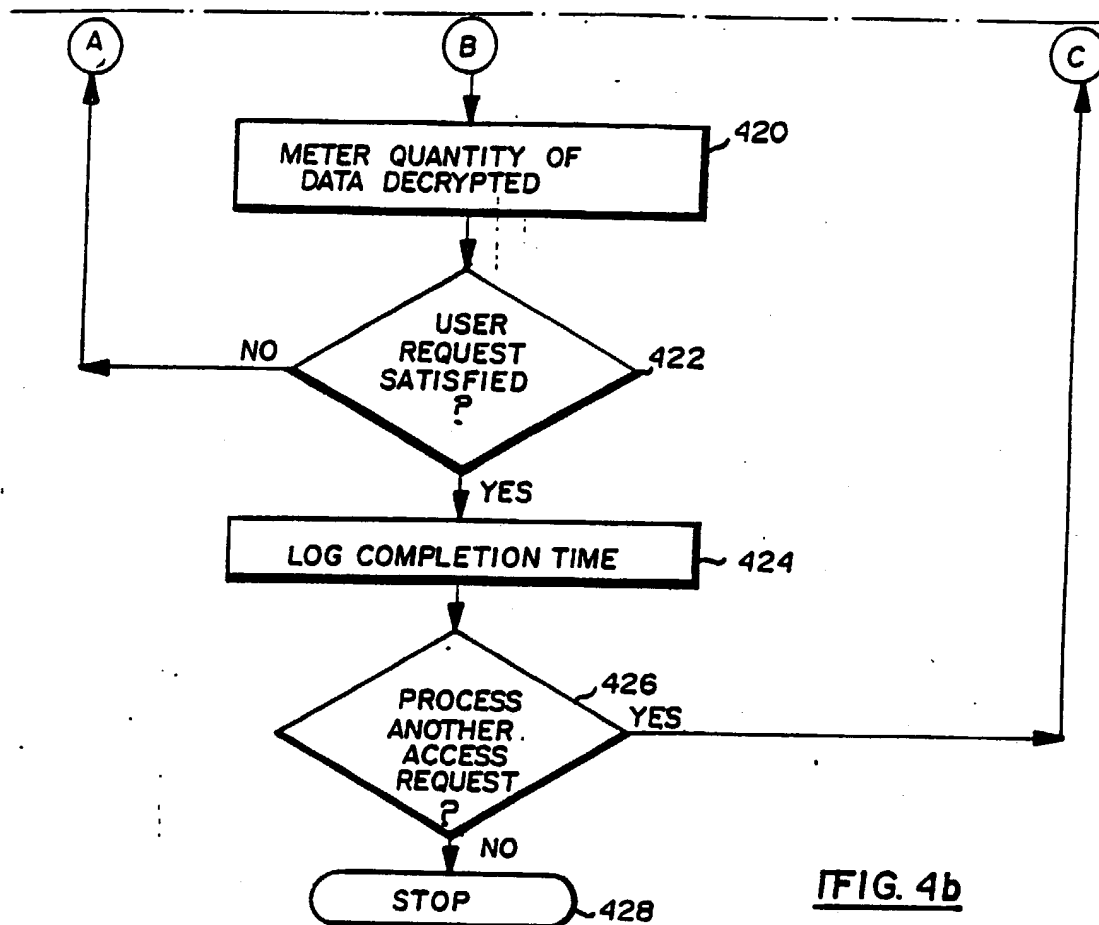 A
B
C
METER QUANTITY OF
DATA DECRYPTED
420
USER
REQUEST
SATISFIED
?
NO
422
YES
LOG COMPLETION TIME
424
PROCESS
ANOTHER
ACCESS
REQUEST
?
426
YES
NO
STOP
428
FIG. 4b